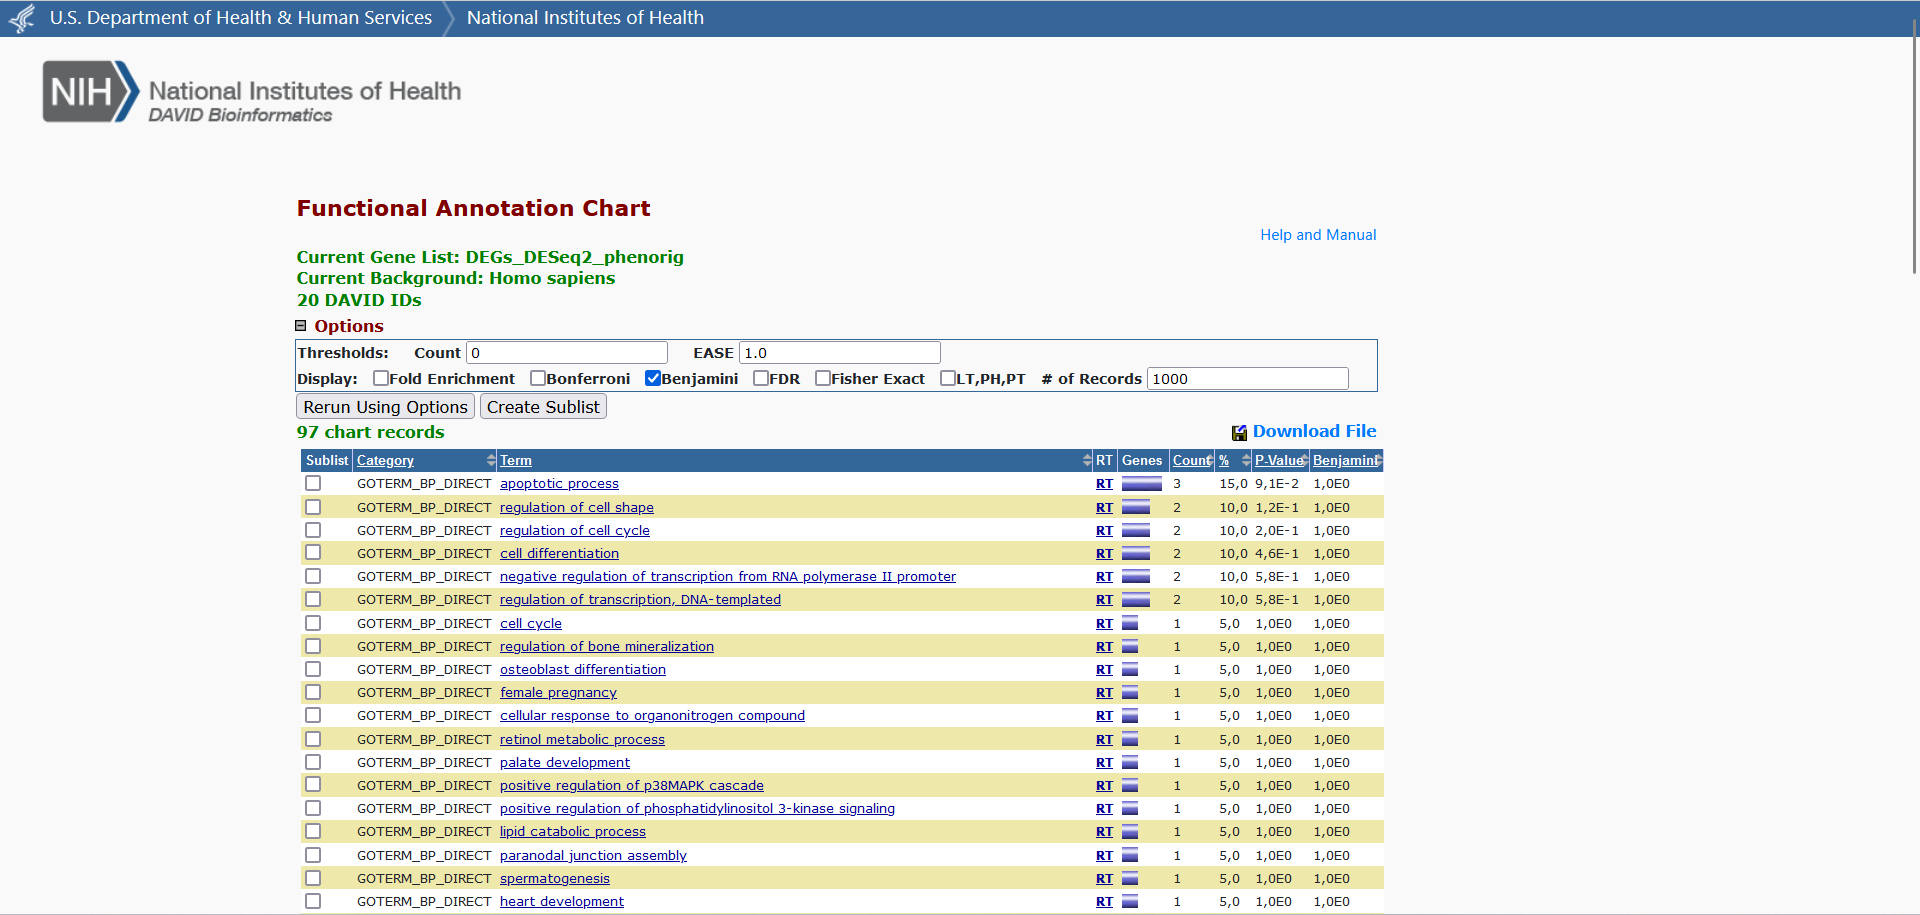 U.S. Department of Health & Human Services National Institutes of Health
NIH National Institutes of Health
DAVID Bioinformatics
Functional Annotation Chart
Help and Manual
Current Gene List: DEGs_DESeq2_phenorig
Current Background: Homo sapiens
20 DAVID IDs
Options
Thresholds: Count 0 EASE 1.0
Display: Fold Enrichment Bonferroni Benjamini FDR Fisher Exact LT,PH,PT # of Records 1000
Rerun Using Options Create Sublist
97 chart records Download File
Sublist Category Term RT Genes Count % P-Value Benjamini
GOTERM_BP_DIRECT apoptotic process RT 3 15,0 9,1E-2 1,0E0
GOTERM_BP_DIRECT regulation of cell shape RT 2 10,0 1,2E-1 1,0E0
GOTERM_BP_DIRECT regulation of cell cycle RT 2 10,0 2,0E-1 1,0E0
GOTERM_BP_DIRECT cell differentiation RT 2 10,0 4,6E-1 1,0E0
GOTERM_BP_DIRECT negative regulation of transcription from RNA polymerase II promoter RT 2 10,0 5,8E-1 1,0E0
GOTERM_BP_DIRECT regulation of transcription, DNA-templated RT 2 10,0 5,8E-1 1,0E0
GOTERM_BP_DIRECT cell cycle RT 1 5,0 1,0E0 1,0E0
GOTERM_BP_DIRECT regulation of bone mineralization RT 1 5,0 1,0E0 1,0E0
GOTERM_BP_DIRECT osteoblast differentiation RT 1 5,0 1,0E0 1,0E0
GOTERM_BP_DIRECT female pregnancy RT 1 5,0 1,0E0 1,0E0
GOTERM_BP_DIRECT cellular response to organonitrogen compound RT 1 5,0 1,0E0 1,0E0
GOTERM_BP_DIRECT retinol metabolic process RT 1 5,0 1,0E0 1,0E0
GOTERM_BP_DIRECT palate development RT 1 5,0 1,0E0 1,0E0
GOTERM_BP_DIRECT positive regulation of p38MAPK cascade RT 1 5,0 1,0E0 1,0E0
GOTERM_BP_DIRECT positive regulation of phosphatidylinositol 3-kinase signaling RT 1 5,0 1,0E0 1,0E0
GOTERM_BP_DIRECT lipid catabolic process RT 1 5,0 1,0E0 1,0E0
GOTERM_BP_DIRECT paranodal junction assembly RT 1 5,0 1,0E0 1,0E0
GOTERM_BP_DIRECT spermatogenesis RT 1 5,0 1,0E0 1,0E0
GOTERM_BP_DIRECT heart development RT 1 5,0 1,0E0 1,0E0